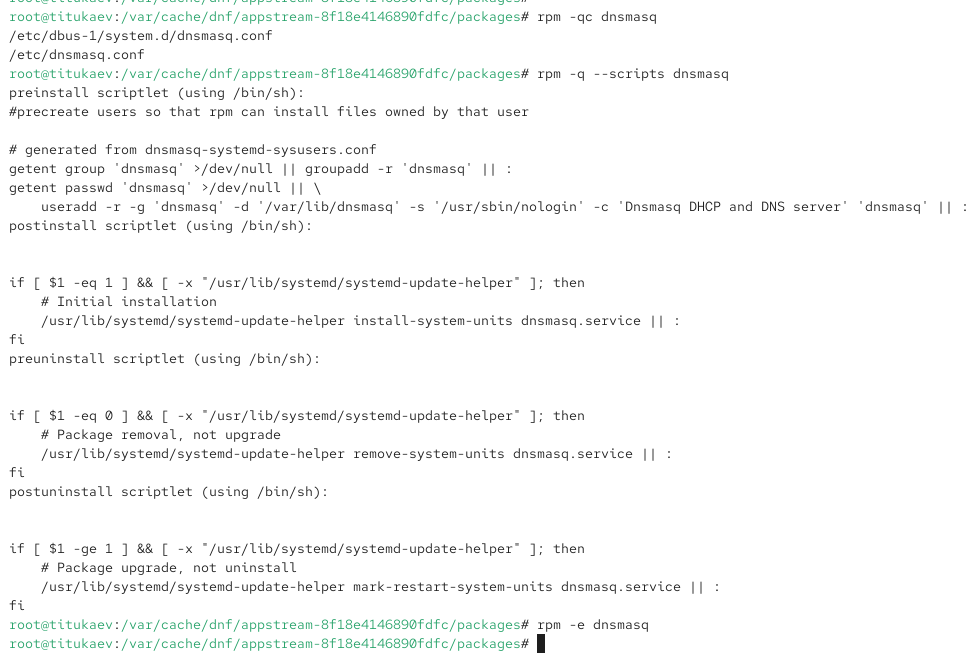 root@titukaev:/var/cache/dnf/appstream-8f18e4146890fdfc/packages# rpm -qc dnsmasq
/etc/dbus-1/system.d/dnsmasq.conf
/etc/dnsmasq.conf
root@titukaev:/var/cache/dnf/appstream-8f18e4146890fdfc/packages# rpm -q --scripts dnsmasq
preinstall scriptlet (using /bin/sh):
#precreate users so that rpm can install files owned by that user

# generated from dnsmasq-systemd-sysusers.conf
getent group 'dnsmasq' >/dev/null || groupadd -r 'dnsmasq' || :
getent passwd 'dnsmasq' >/dev/null || \
    useradd -r -g 'dnsmasq' -d '/var/lib/dnsmasq' -s '/usr/sbin/nologin' -c 'Dnsmasq DHCP and DNS server' 'dnsmasq' || :
postinstall scriptlet (using /bin/sh):


if [ $1 -eq 1 ] && [ -x "/usr/lib/systemd/systemd-update-helper" ]; then
    # Initial installation
    /usr/lib/systemd/systemd-update-helper install-system-units dnsmasq.service || :
fi
preuninstall scriptlet (using /bin/sh):


if [ $1 -eq 0 ] && [ -x "/usr/lib/systemd/systemd-update-helper" ]; then
    # Package removal, not upgrade
    /usr/lib/systemd/systemd-update-helper remove-system-units dnsmasq.service || :
fi
postuninstall scriptlet (using /bin/sh):


if [ $1 -ge 1 ] && [ -x "/usr/lib/systemd/systemd-update-helper" ]; then
    # Package upgrade, not uninstall
    /usr/lib/systemd/systemd-update-helper mark-restart-system-units dnsmasq.service || :
fi
root@titukaev:/var/cache/dnf/appstream-8f18e4146890fdfc/packages# rpm -e dnsmasq
root@titukaev:/var/cache/dnf/appstream-8f18e4146890fdfc/packages#